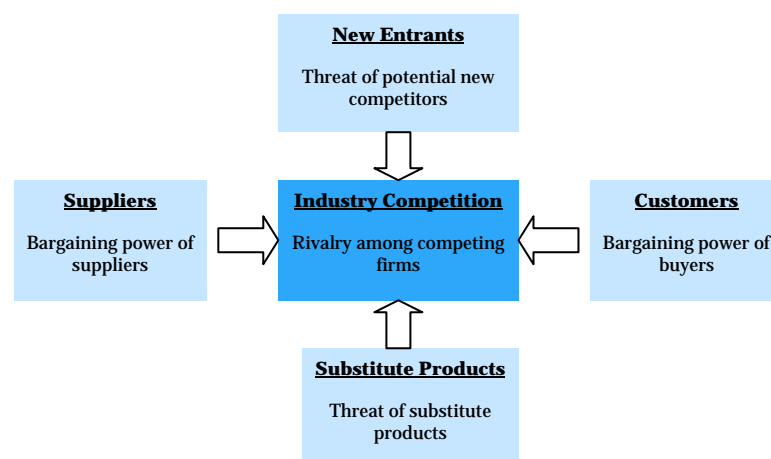 New Entrants
Threat of potential new
competitors
Suppliers
Bargaining power of
suppliers
Industry Competition
Rivalry among competing
firms
Customers
Bargaining power of
buyers
Substitute Products
Threat of substitute
products